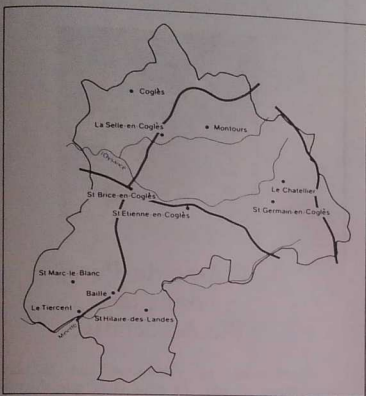 Coglès
La Selle-en-Coglès
Montours
St Brice-en-Coglès
Le Chatellier
St Etienne-en-Coglès
St Germain-en-Coglès
St Marc-le-Blanc
Baillé
Le Tiercent
St Hilaire-des-Landes